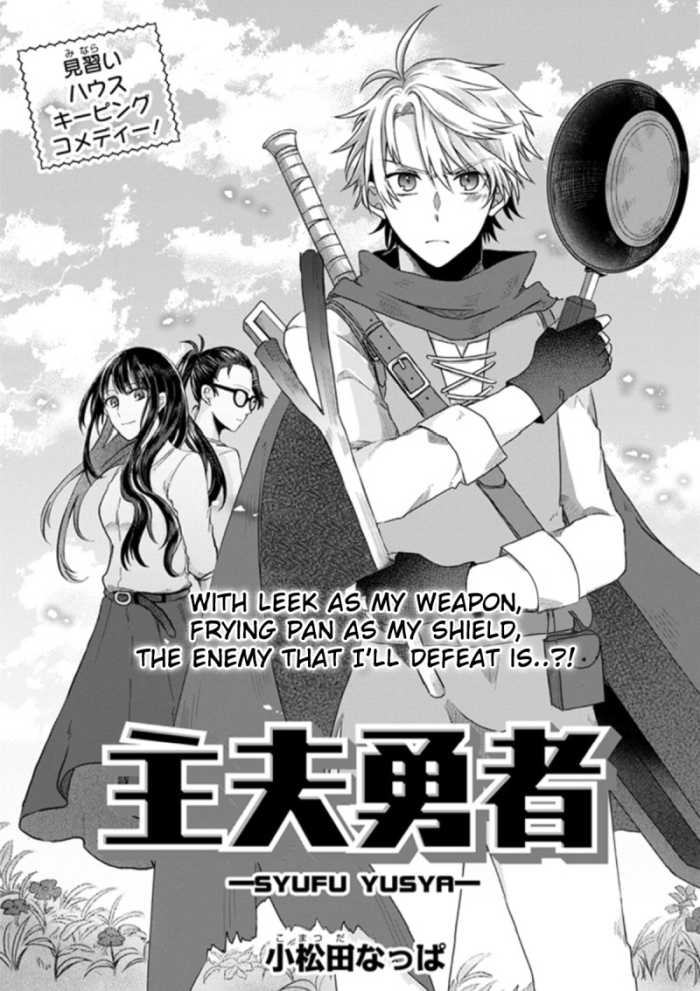 見習い
ハウス
キーピング
コメディー!
WITH LEEK AS MY WEAPON,
FRYING PAN AS MY SHIELD,
THE ENEMY THAT I'LL DEFEAT IS..?!
主夫勇者
—SYUFU YUSYA—
小松田なっぱ